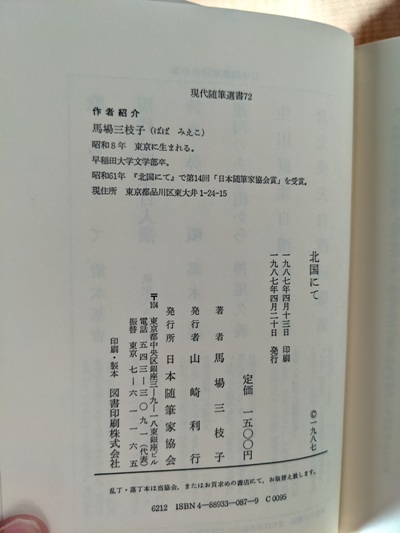 現代随筆選書72
作者紹介
馬場三枝子(ばば みえこ)
昭和8年 東京に生まれる。
早稲田大学文学部卒。
昭和61年 『北国にて』で第14回「日本随筆家協会賞」を受賞。
現住所 東京都品川区東大井1-24-15
北国にて
一九八七年四月十三日 印刷
一九八七年四月二十日 発行
©一九八七
定価 一五〇〇円
著者 馬場三枝子
発行者 山崎利行
発行所 日本随筆家協会
〒104 東京都中央区銀座三—九—一八東銀座ビル
電話 五四三—三〇九一(代表)
振替 東京 七—六一一六五
印刷・製本 図書印刷株式会社
乱丁・落丁本は当協会、またはお買求めの書店にて、お取替え致します。
6212 ISBN4-88933-087-9 C0095